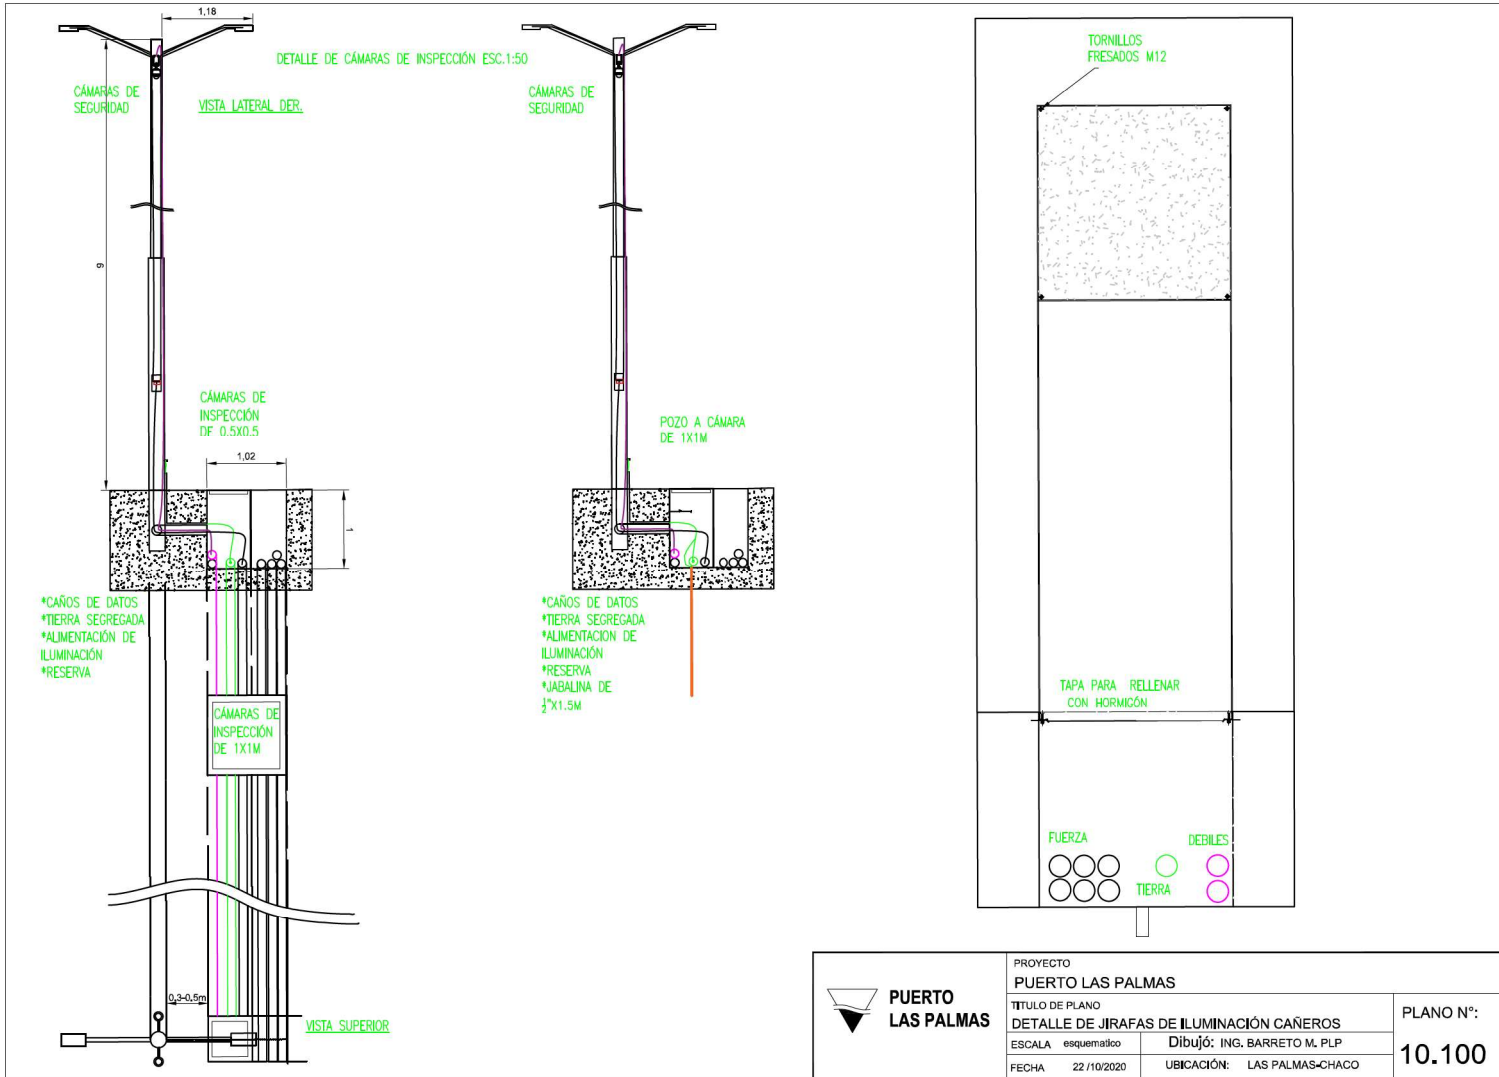 1,18
DETALLE DE CÁMARAS DE INSPECCIÓN ESC.1:50
CÁMARAS DE
SEGURIDAD
VISTA LATERAL DER.
9
CÁMARAS DE
INSPECCIÓN
DE 0.5X0.5
1,02
1
*CAÑOS DE DATOS
*TIERRA SEGREGADA
*ALIMENTACIÓN DE
ILUMINACIÓN
*RESERVA
CÁMARAS DE
INSPECCIÓN
DE 1X1M
0,3-0,5m
VISTA SUPERIOR
CÁMARAS DE
SEGURIDAD
POZO A CÁMARA
DE 1X1M
*CAÑOS DE DATOS
*TIERRA SEGREGADA
*ALIMENTACION DE
ILUMINACIÓN
*RESERVA
*JABALINA DE
½"X1.5M
TORNILLOS
FRESADOS M12
TAPA PARA RELLENAR
CON HORMIGÓN
FUERZA
DEBILES
TIERRA
PUERTO
LAS PALMAS
PROYECTO
PUERTO LAS PALMAS
TITULO DE PLANO
DETALLE DE JIRAFAS DE ILUMINACIÓN CAÑEROS
ESCALA esquematico
Dibujó: ING. BARRETO M. PLP
FECHA 22/10/2020
UBICACIÓN: LAS PALMAS-CHACO
PLANO N°:
10.100